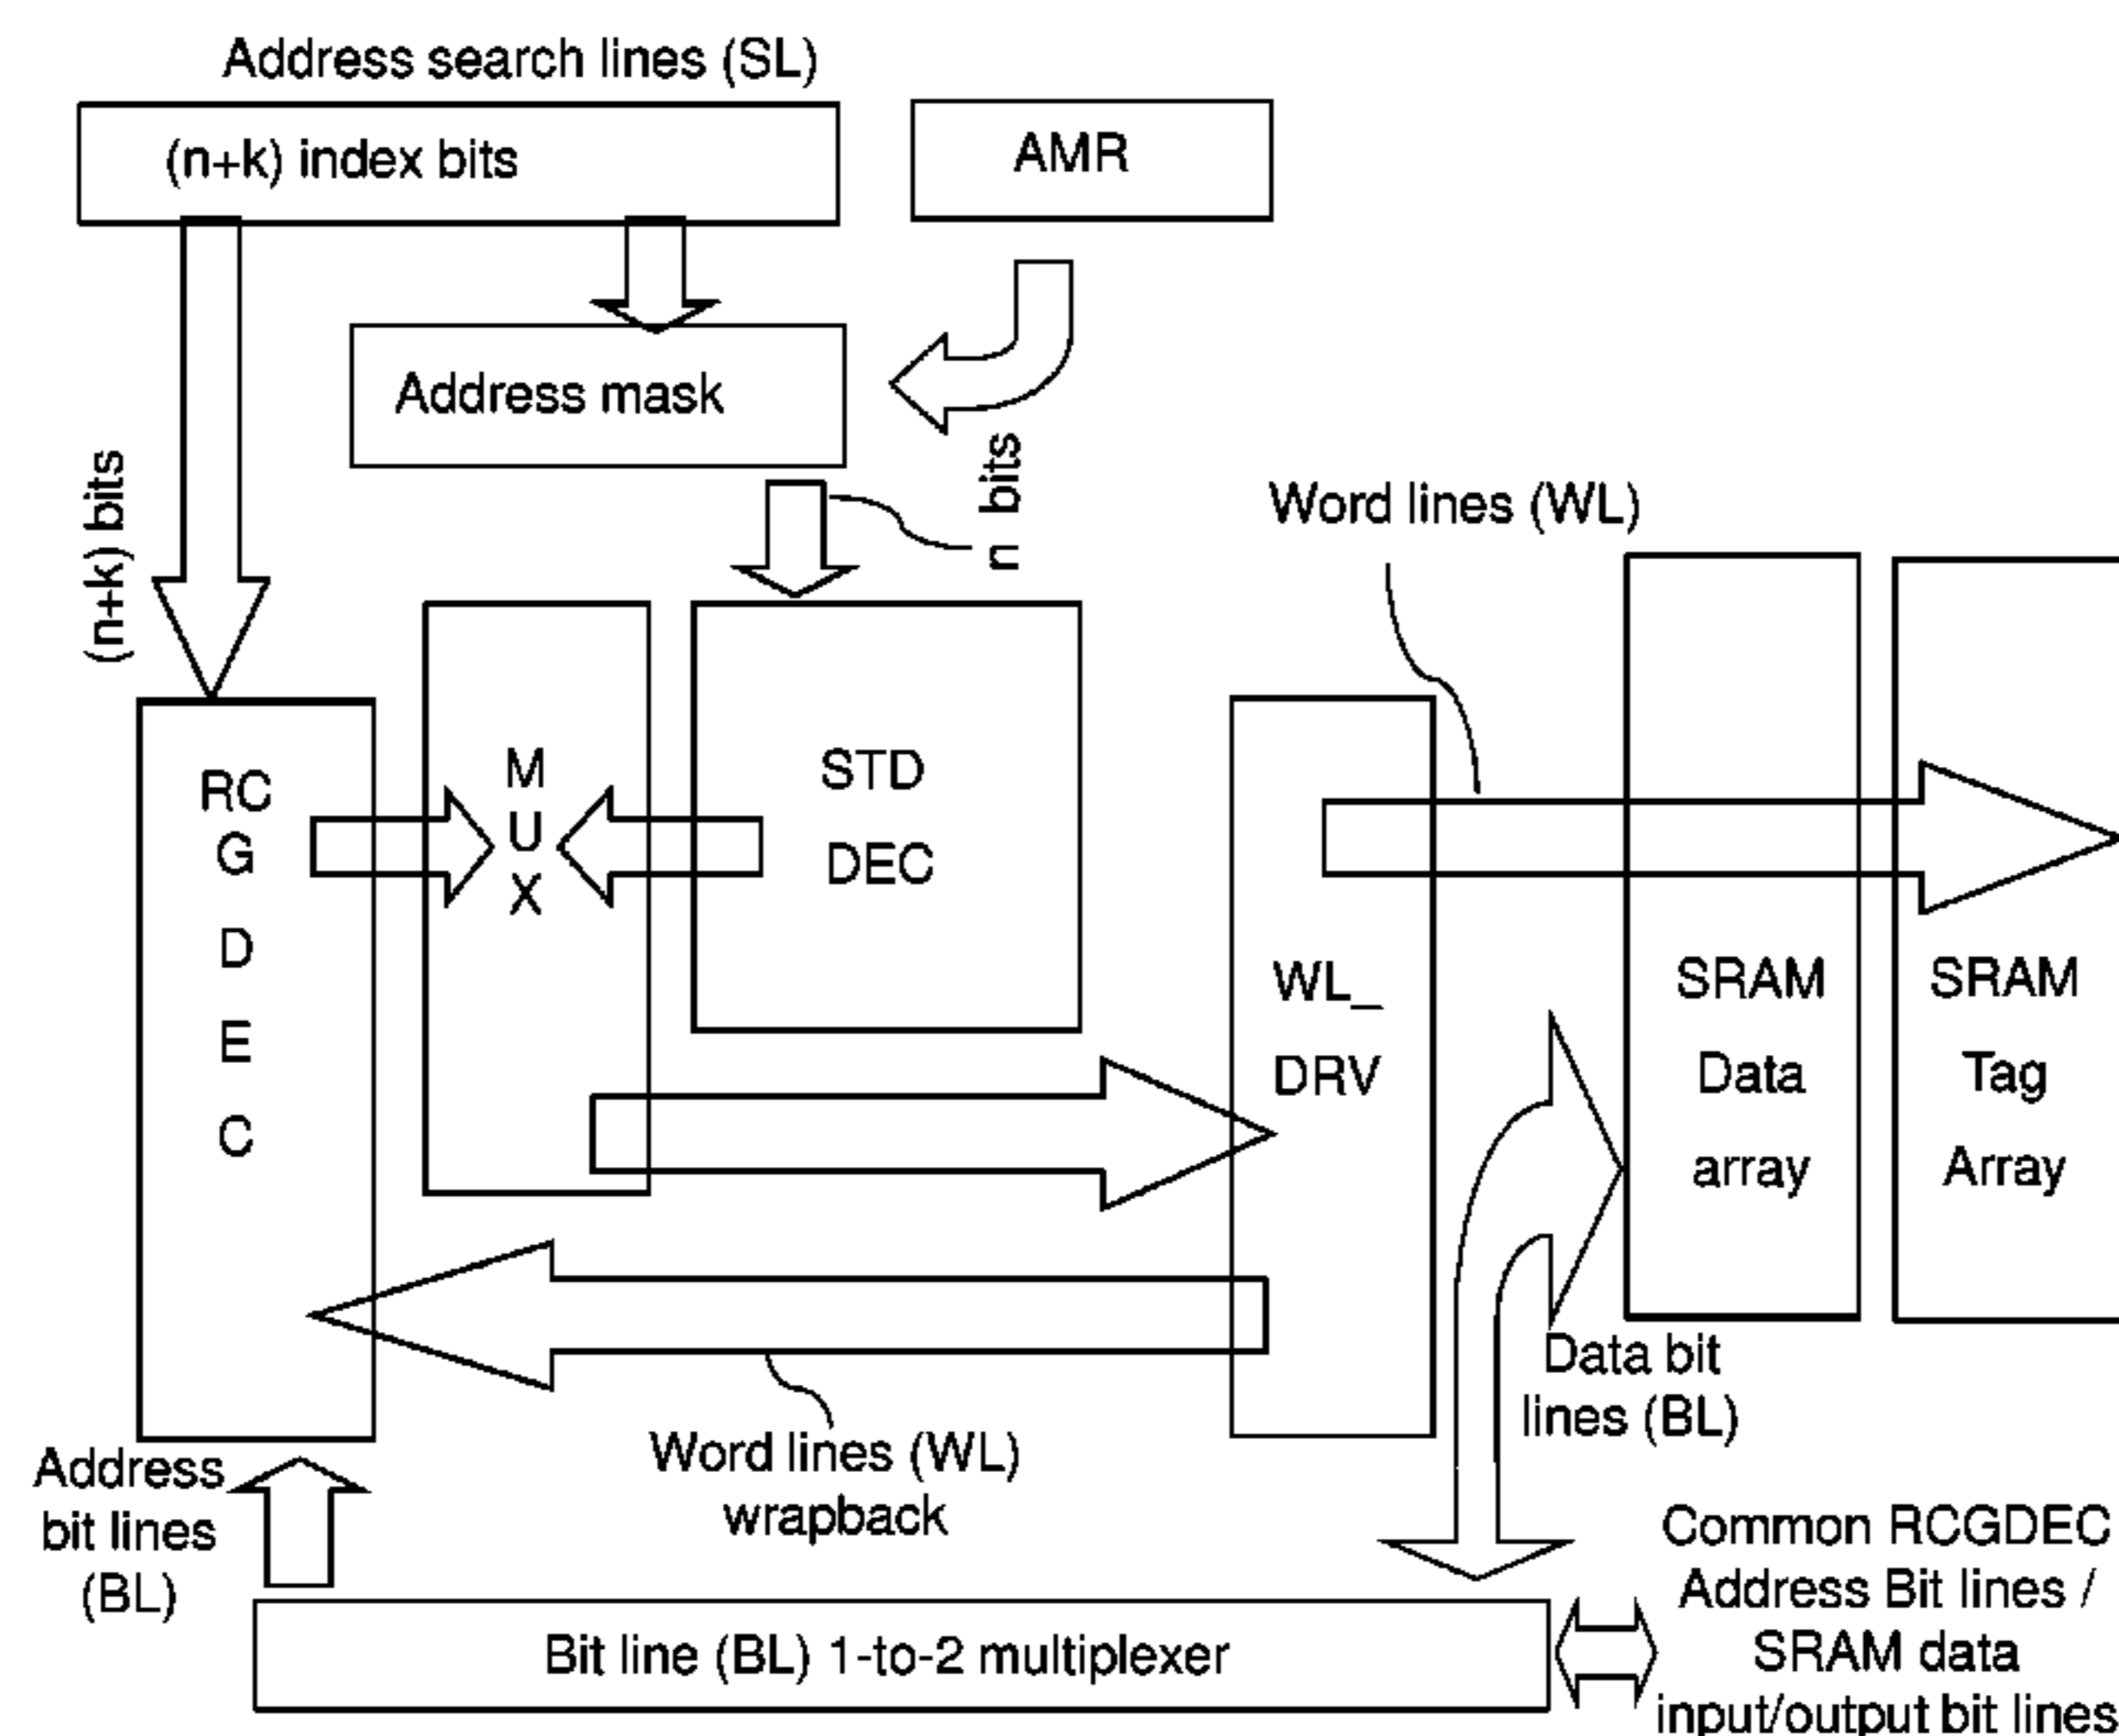 Address search lines (SL)
(n+k) index bits
AMR
Address mask
(n+k) bits
n bits
Word lines (WL)
RC
G
D
E
C
M
U
X
STD
DEC
WL_
DRV
SRAM
Data
array
SRAM
Tag
Array
Data bit
lines (BL)
Word lines (WL)
wrapback
Address
bit lines
(BL)
Bit line (BL) 1-to-2 multiplexer
Common RCGDEC
Address Bit lines /
SRAM data
input/output bit lines